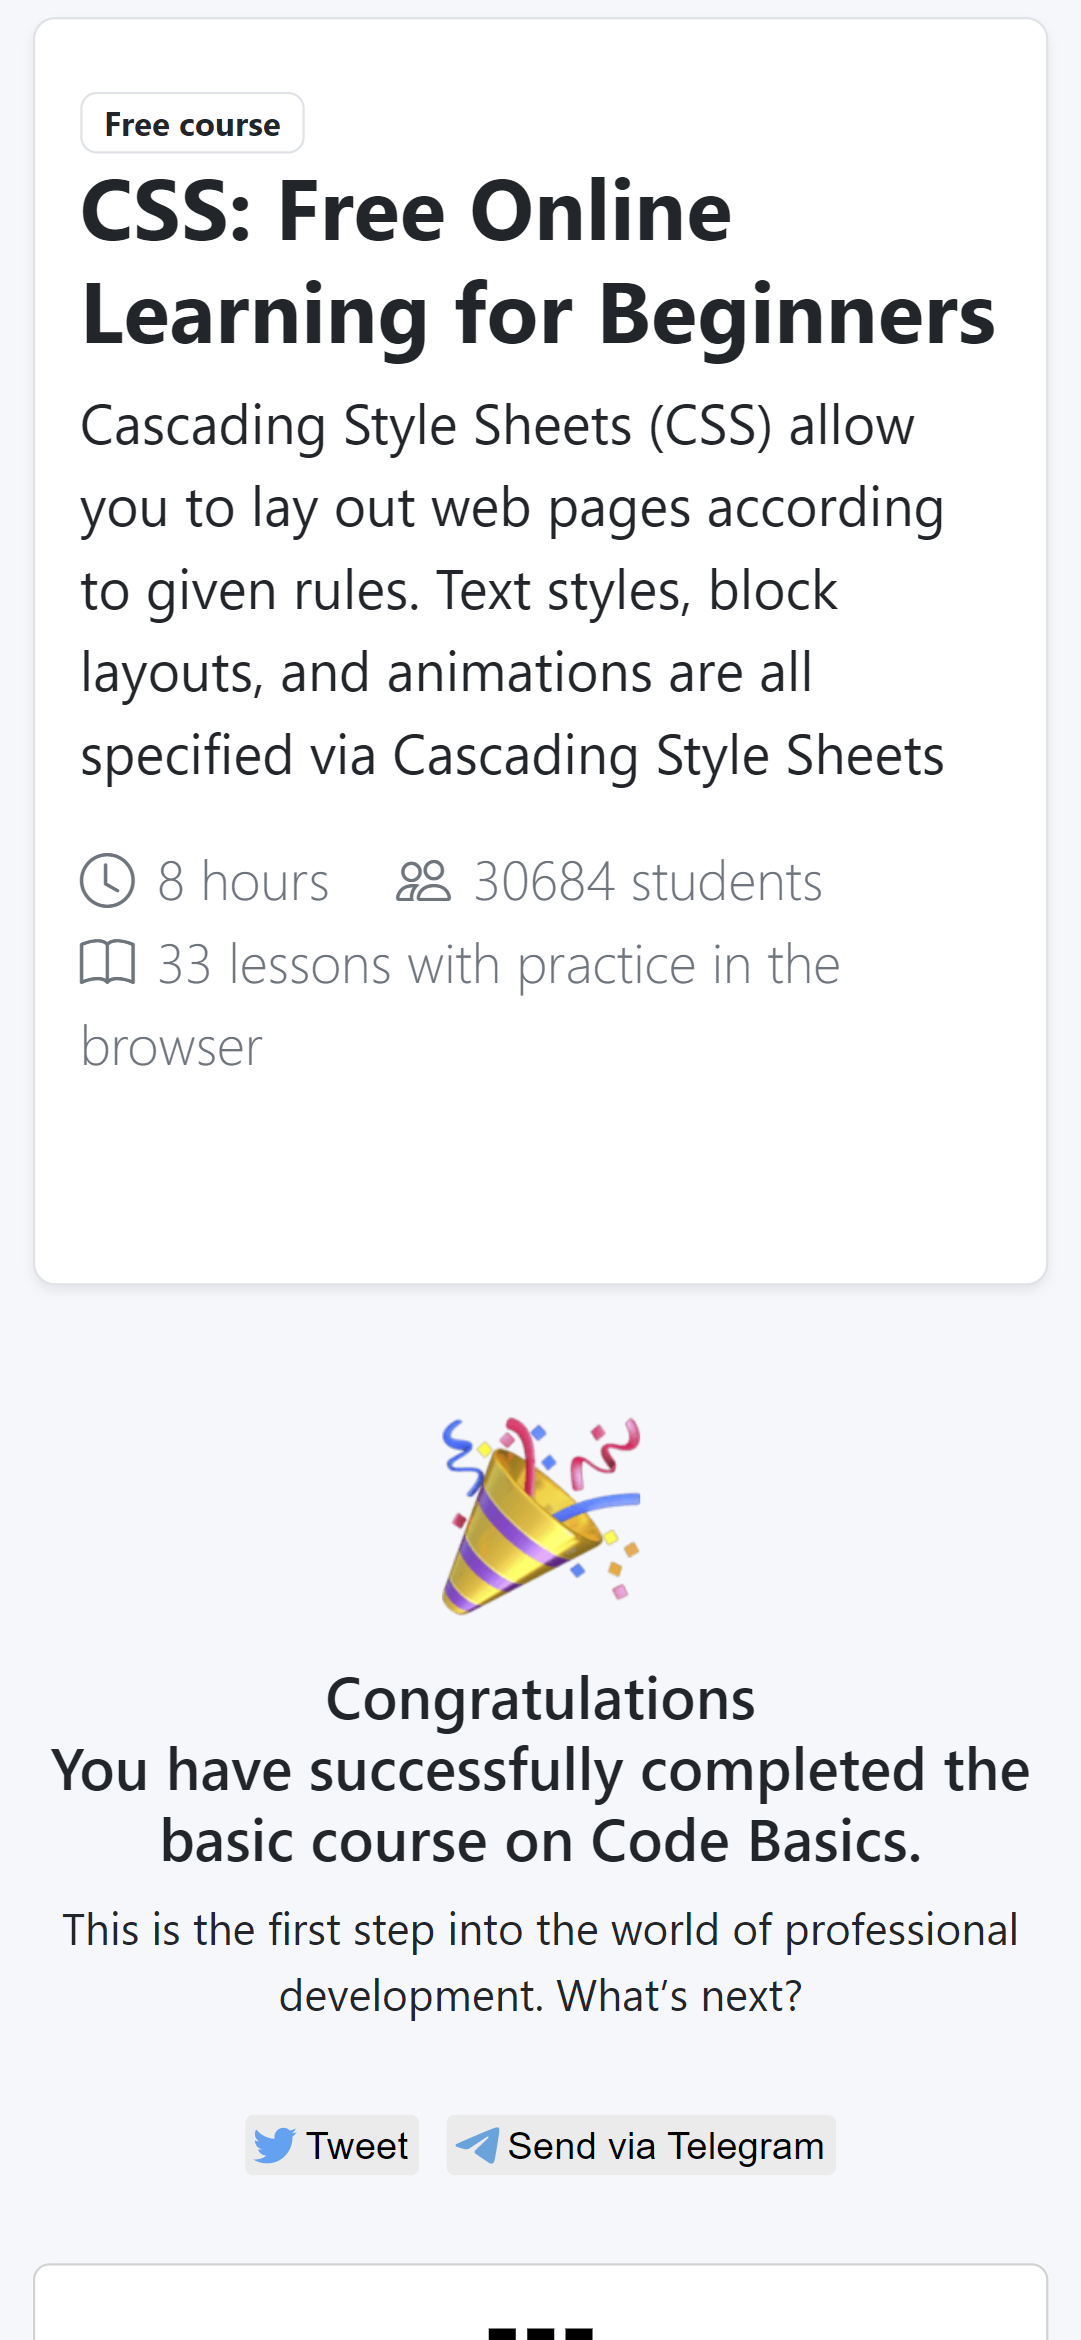 Free course
CSS: Free Online
Learning for Beginners
Cascading Style Sheets (CSS) allow
you to lay out web pages according
to given rules. Text styles, block
layouts, and animations are all
specified via Cascading Style Sheets
8 hours 30684 students
33 lessons with practice in the
browser
Congratulations
You have successfully completed the
basic course on Code Basics.
This is the first step into the world of professional
development. What’s next?
Tweet Send via Telegram